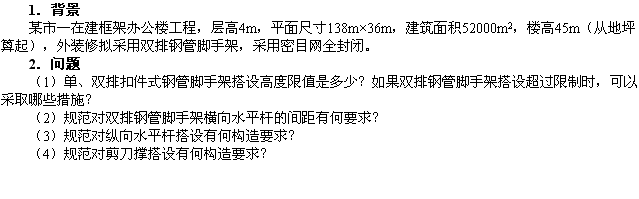 1．背景
某市一在建框架办公楼工程，层高4m，平面尺寸138m×36m，建筑面积52000m²，楼高45m（从地坪
算起），外装修拟采用双排钢管脚手架，采用密目网全封闭。
2．问题
（1）单、双排扣件式钢管脚手架搭设高度限值是多少？如果双排钢管脚手架搭设超过限制时，可以
采取哪些措施？
（2）规范对双排钢管脚手架横向水平杆的间距有何要求？
（3）规范对纵向水平杆搭设有何构造要求？
（4）规范对剪刀撑搭设有何构造要求？